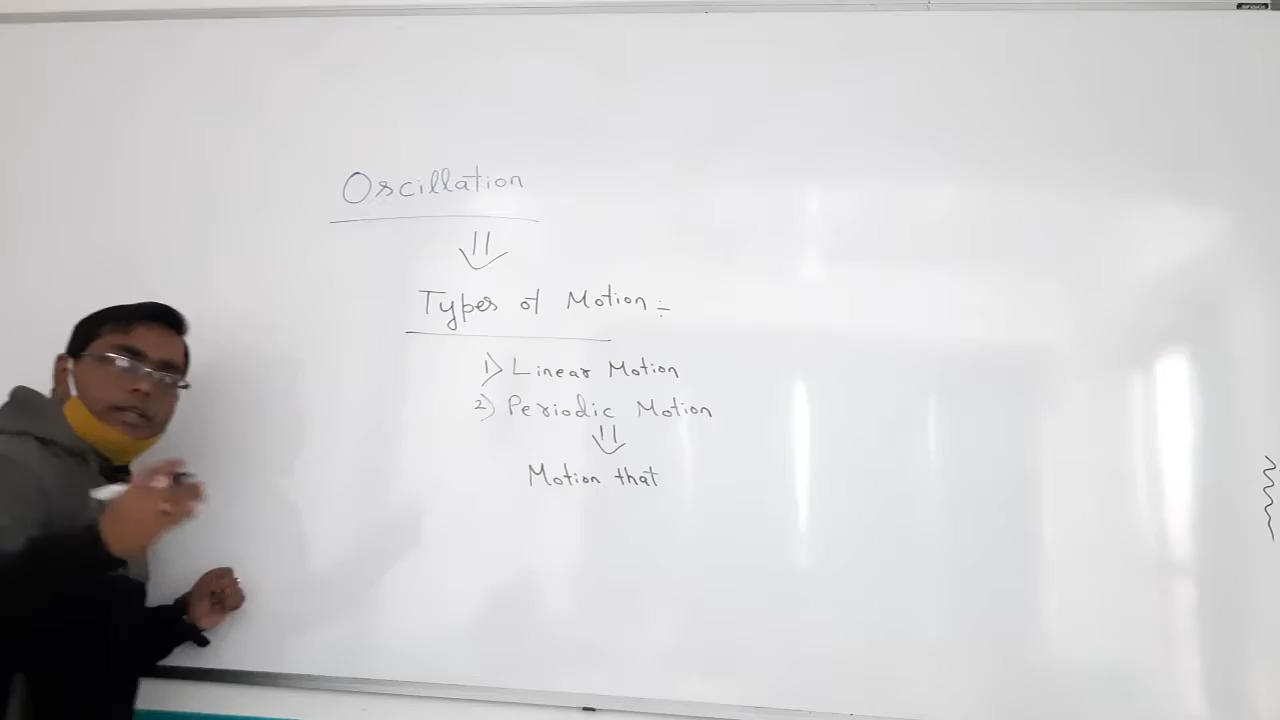 Oscillation
Types of Motion :-
1) Linear Motion
2) Periodic Motion
Motion that